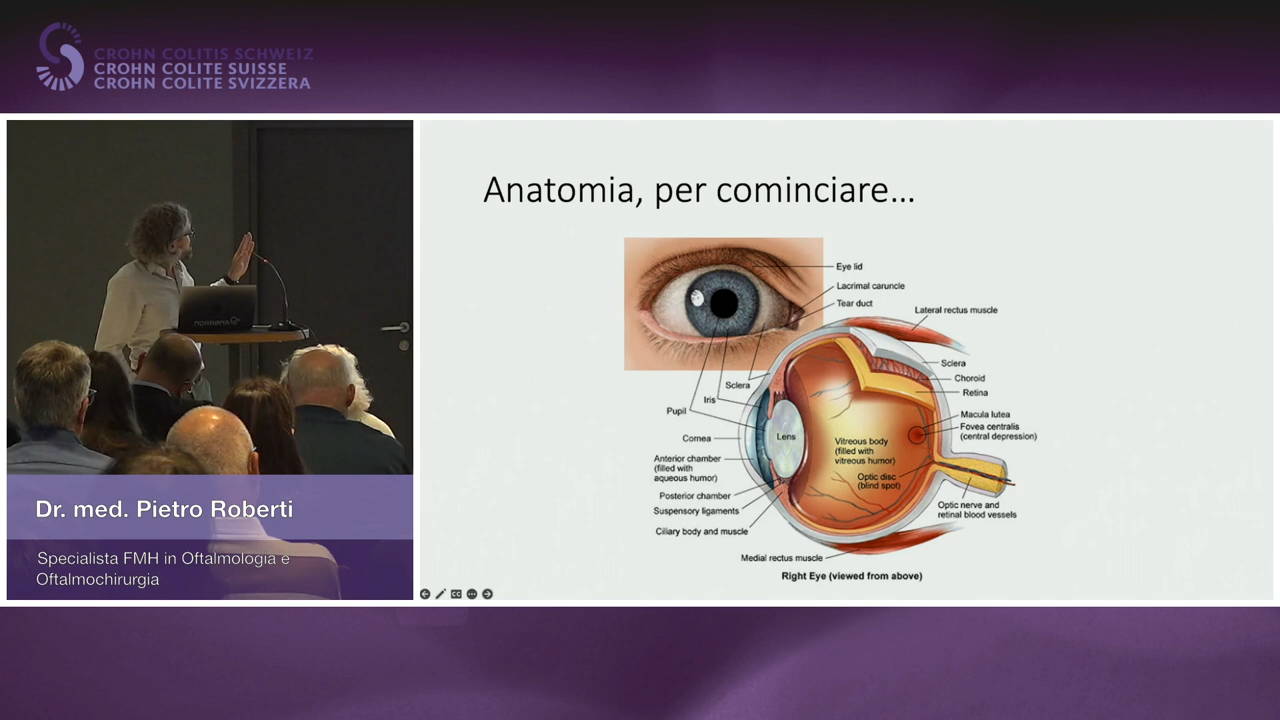 CROHN COLITIS SCHWEIZ
CROHN COLITE SUISSE
CROHN COLITE SVIZZERA
Dr. med. Pietro Roberti
Specialista FMH in Oftalmologia e
Oftalmochirurgia
Anatomia, per cominciare...
Eye lid
Lacrimal caruncle
Tear duct
Lateral rectus muscle
Sclera
Choroid
Retina
Macula lutea
Fovea centralis
(central depression)
Sclera
Iris
Pupil
Cornea
Lens
Anterior chamber
(filled with
aqueous humor)
Vitreous body
(filled with
vitreous humor)
Optic disc
(blind spot)
Posterior chamber
Suspensory ligaments
Ciliary body and muscle
Optic nerve and
retinal blood vessels
Medial rectus muscle
Right Eye (viewed from above)
CC